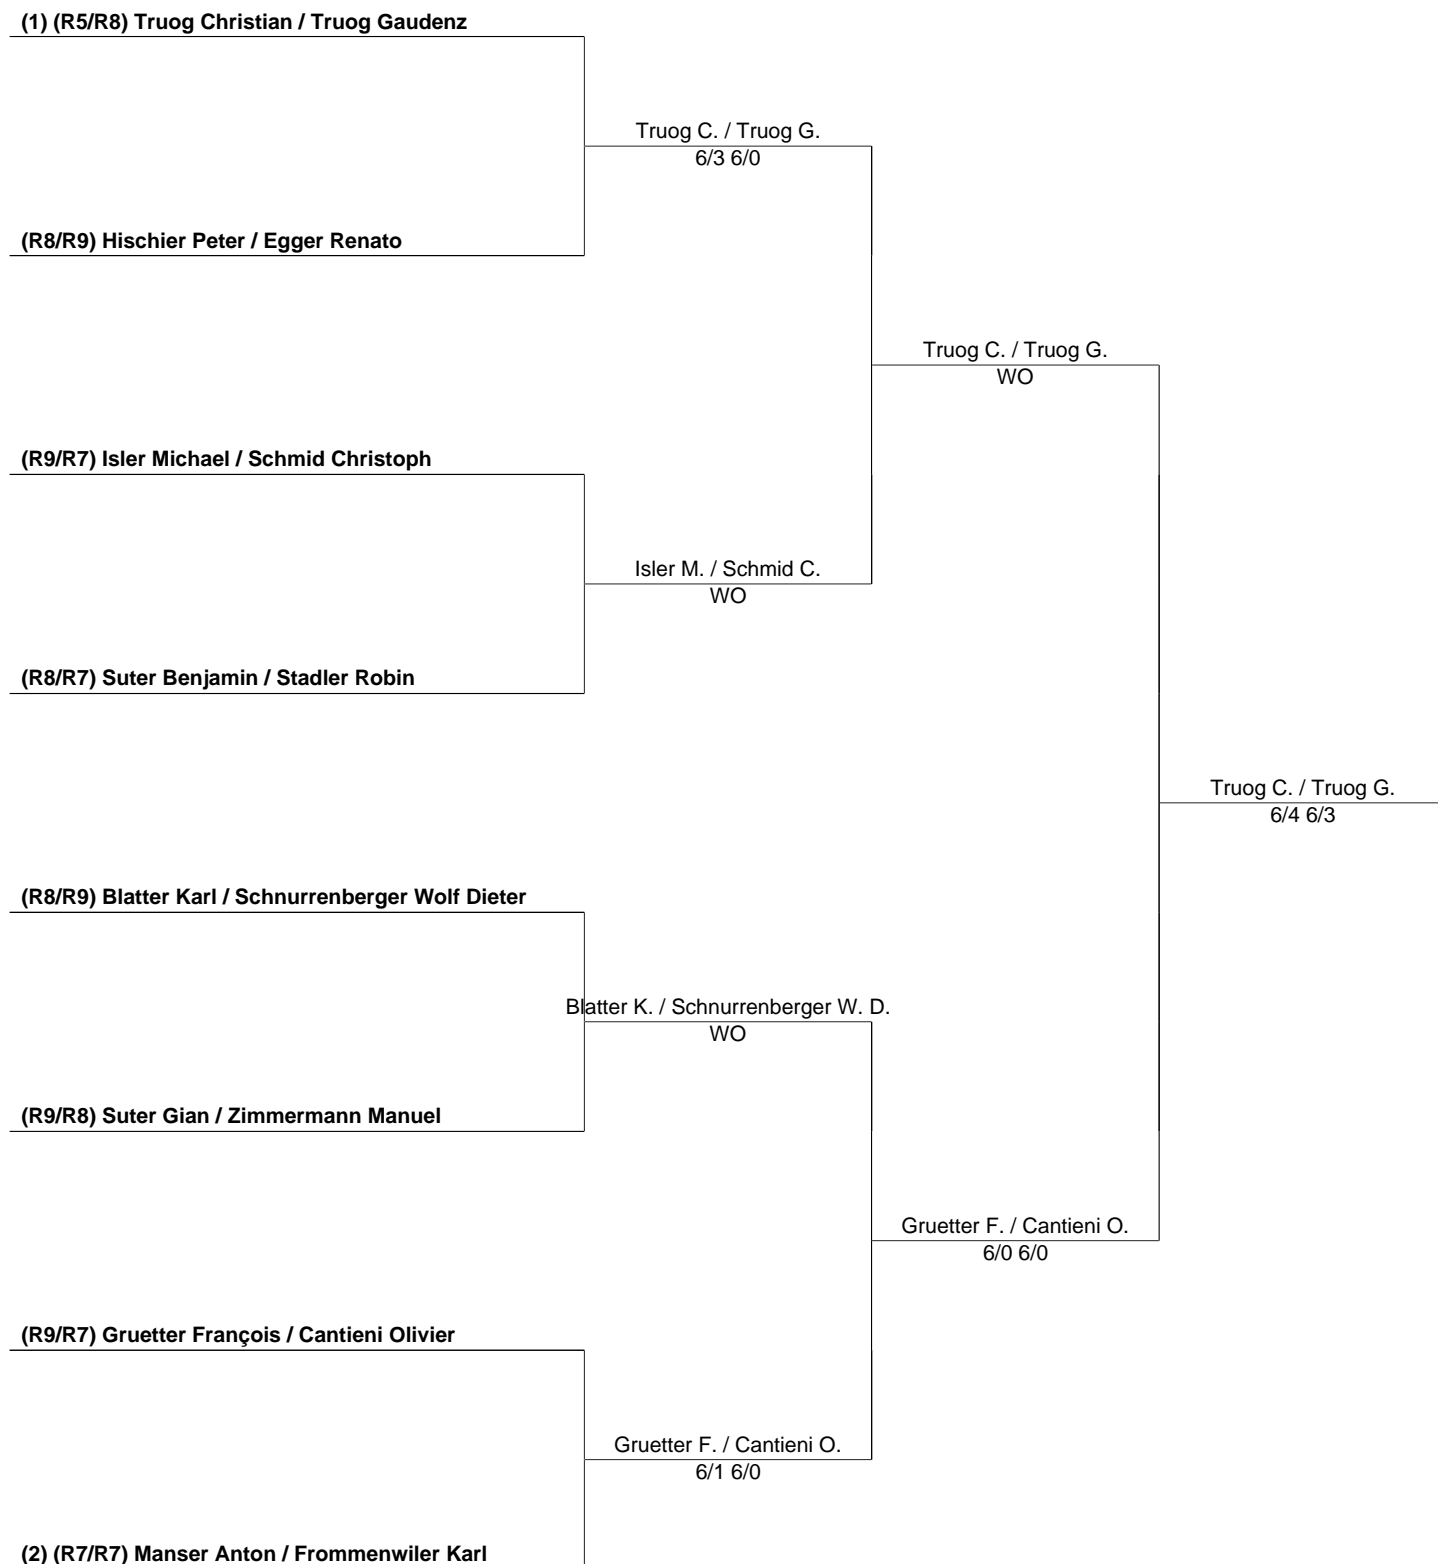 (1) (R5/R8) Truog Christian / Truog Gaudenz
Truog C. / Truog G.
6/3 6/0
(R8/R9) Hischier Peter / Egger Renato
Truog C. / Truog G.
WO
(R9/R7) Isler Michael / Schmid Christoph
Isler M. / Schmid C.
WO
(R8/R7) Suter Benjamin / Stadler Robin
Truog C. / Truog G.
6/4 6/3
(R8/R9) Blatter Karl / Schnurrenberger Wolf Dieter
Blatter K. / Schnurrenberger W. D.
WO
(R9/R8) Suter Gian / Zimmermann Manuel
Gruetter F. / Cantieni O.
6/0 6/0
(R9/R7) Gruetter François / Cantieni Olivier
Gruetter F. / Cantieni O.
6/1 6/0
(2) (R7/R7) Manser Anton / Frommenwiler Karl